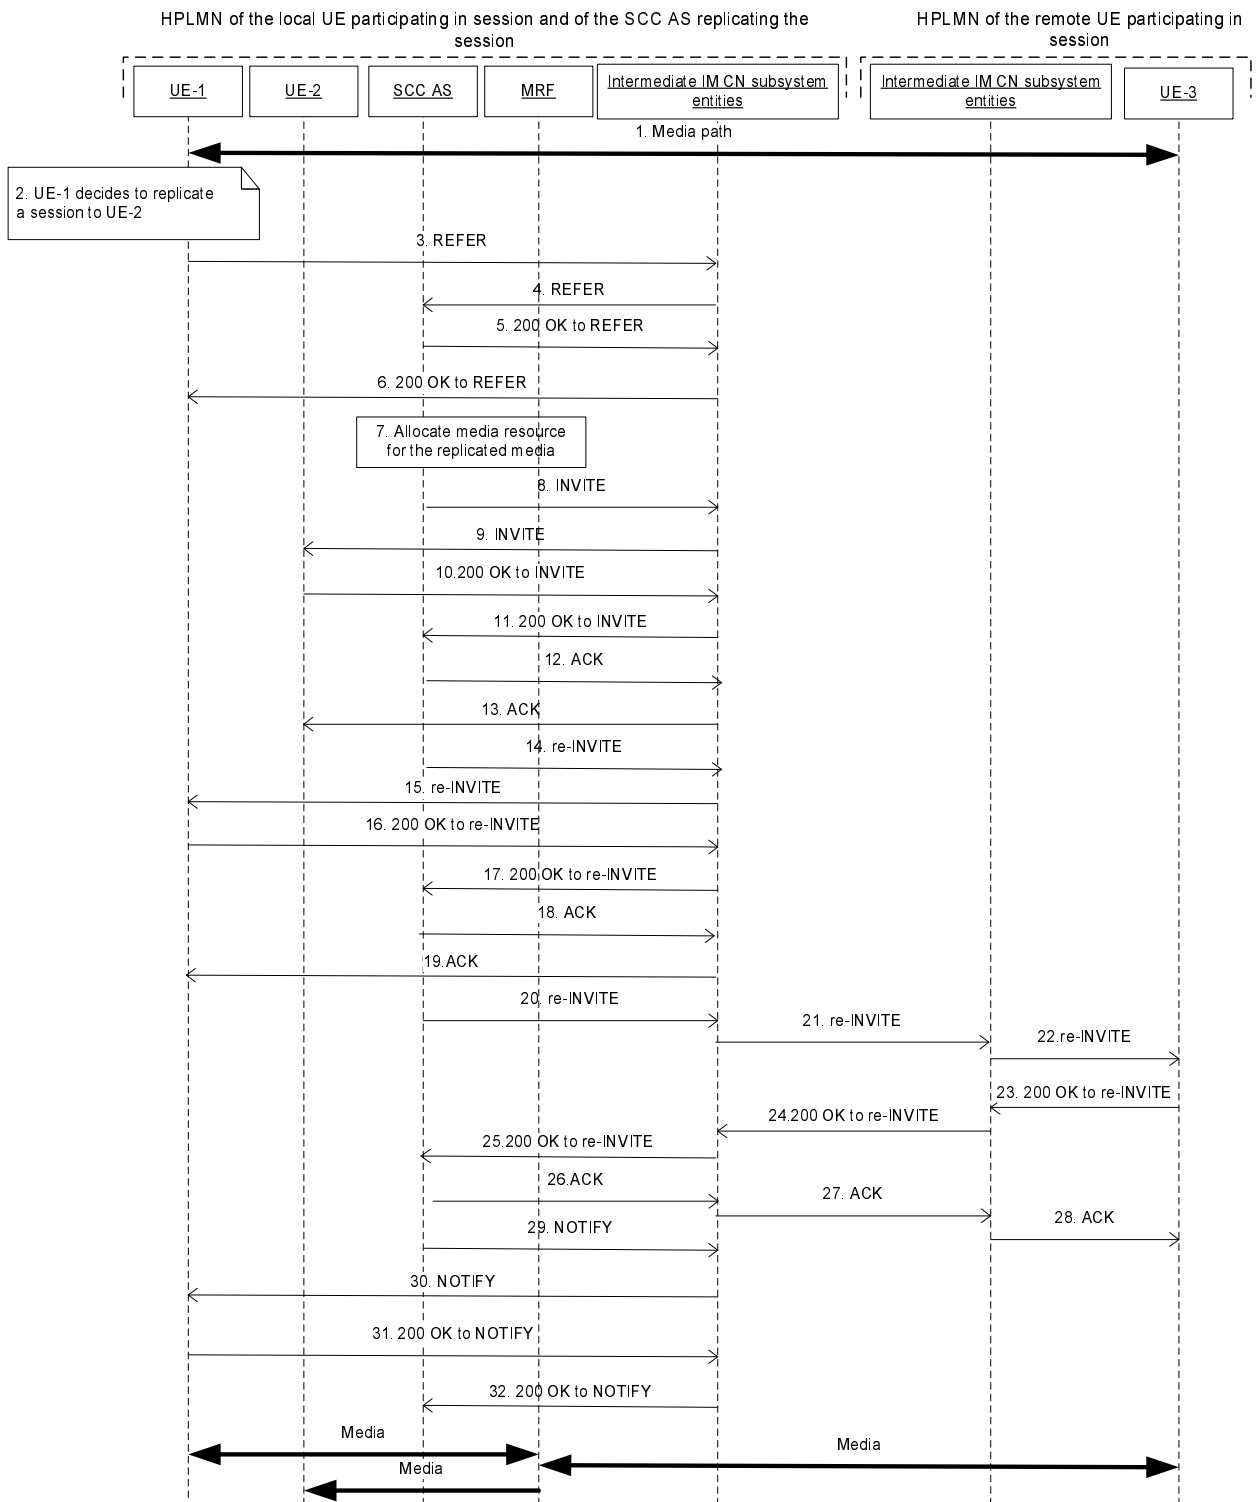 HPLMN of the local UE participating in session and of the SCC AS replicating the
session
HPLMN of the remote UE participating in
session
UE-1
UE-2
SCC AS
MRF
Intermediate IM CN subsystem
entities
Intermediate IM CN subsystem
entities
UE-3
1. Media path
2. UE-1 decides to replicate
a session to UE-2
3. REFER
4. REFER
5. 200 OK to REFER
6. 200 OK to REFER
7. Allocate media resource
for the replicated media
8. INVITE
9. INVITE
10.200 OK to INVITE
11. 200 OK to INVITE
12. ACK
13. ACK
14. re-INVITE
15. re-INVITE
16. 200 OK to re-INVITE
17. 200 OK to re-INVITE
18. ACK
19.ACK
20. re-INVITE
21. re-INVITE
22.re-INVITE
23. 200 OK to re-INVITE
24.200 OK to re-INVITE
25.200 OK to re-INVITE
26.ACK
27. ACK
28. ACK
29. NOTIFY
30. NOTIFY
31. 200 OK to NOTIFY
32. 200 OK to NOTIFY
Media
Media
Media